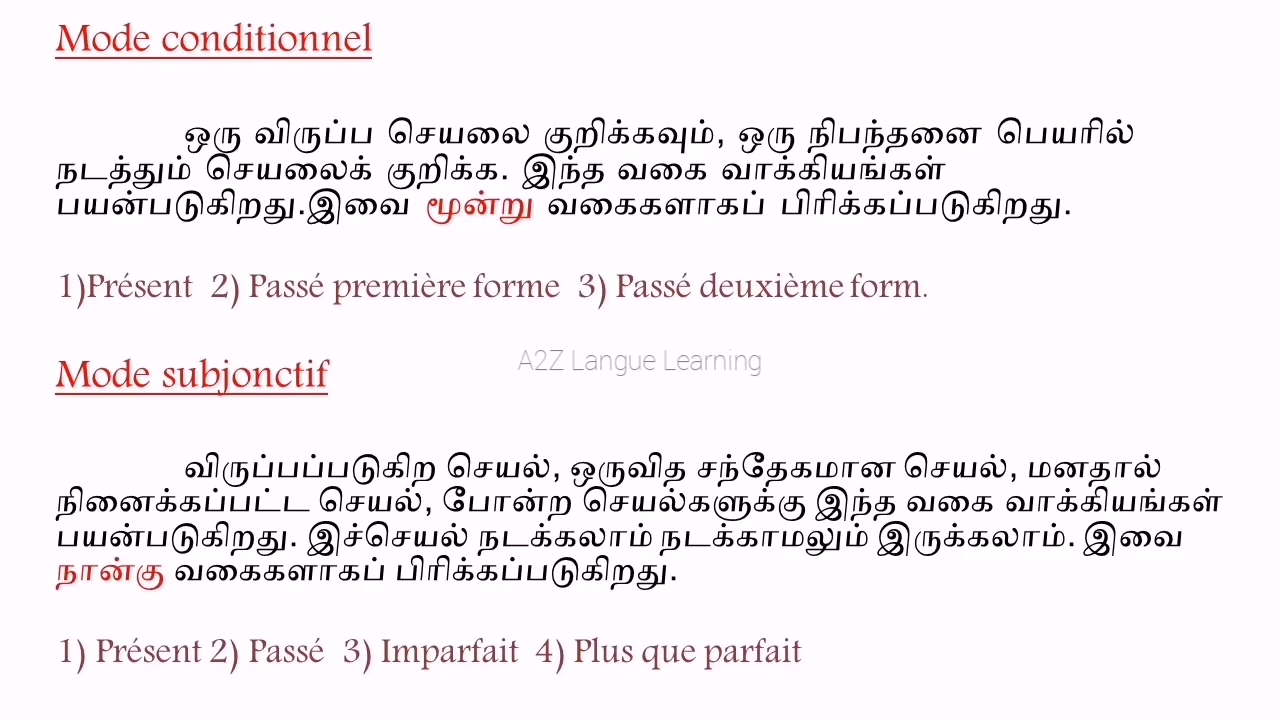 Mode conditionnel
ஒரு விருப்ப செயலை குறிக்கவும், ஒரு நிபந்தனை பெயரில்
நடத்தும் செயலைக் குறிக்க. இந்த வகை வாக்கியங்கள்
பயன்படுகிறது.இவை மூன்று வகைகளாகப் பிரிக்கப்படுகிறது.
1)Présent 2) Passé première forme 3) Passé deuxième form.
A2Z Langue Learning
Mode subjonctif
விருப்பப்படுகிற செயல், ஒருவித சந்தேகமான செயல், மனதால்
நினைக்கப்பட்ட செயல், போன்ற செயல்களுக்கு இந்த வகை வாக்கியங்கள்
பயன்படுகிறது. இச்செயல் நடக்கலாம் நடக்காமலும் இருக்கலாம். இவை
நான்கு வகைகளாகப் பிரிக்கப்படுகிறது.
1) Présent 2) Passé 3) Imparfait 4) Plus que parfait